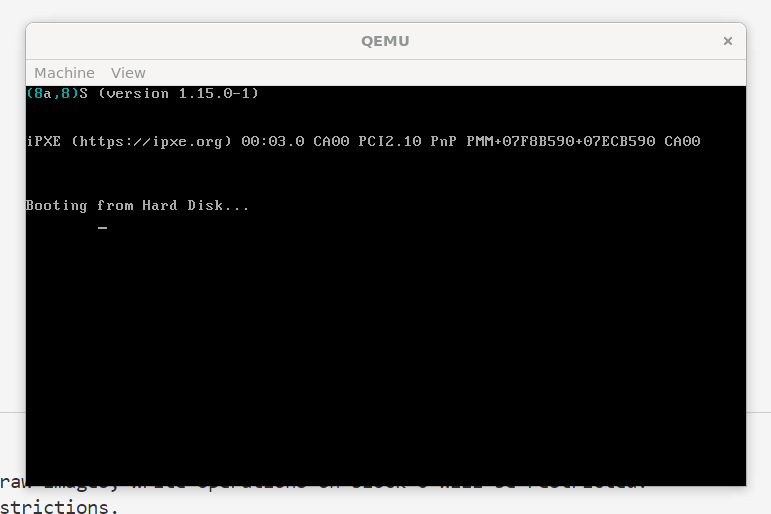 QEMU
Machine View
(8a,8)S (version 1.15.0-1)
iPXE (https://ipxe.org) 00:03.0 CA00 PCI2.10 PnP PMM+07F8B590+07ECB590 CA00
Booting from Hard Disk...
strictions.